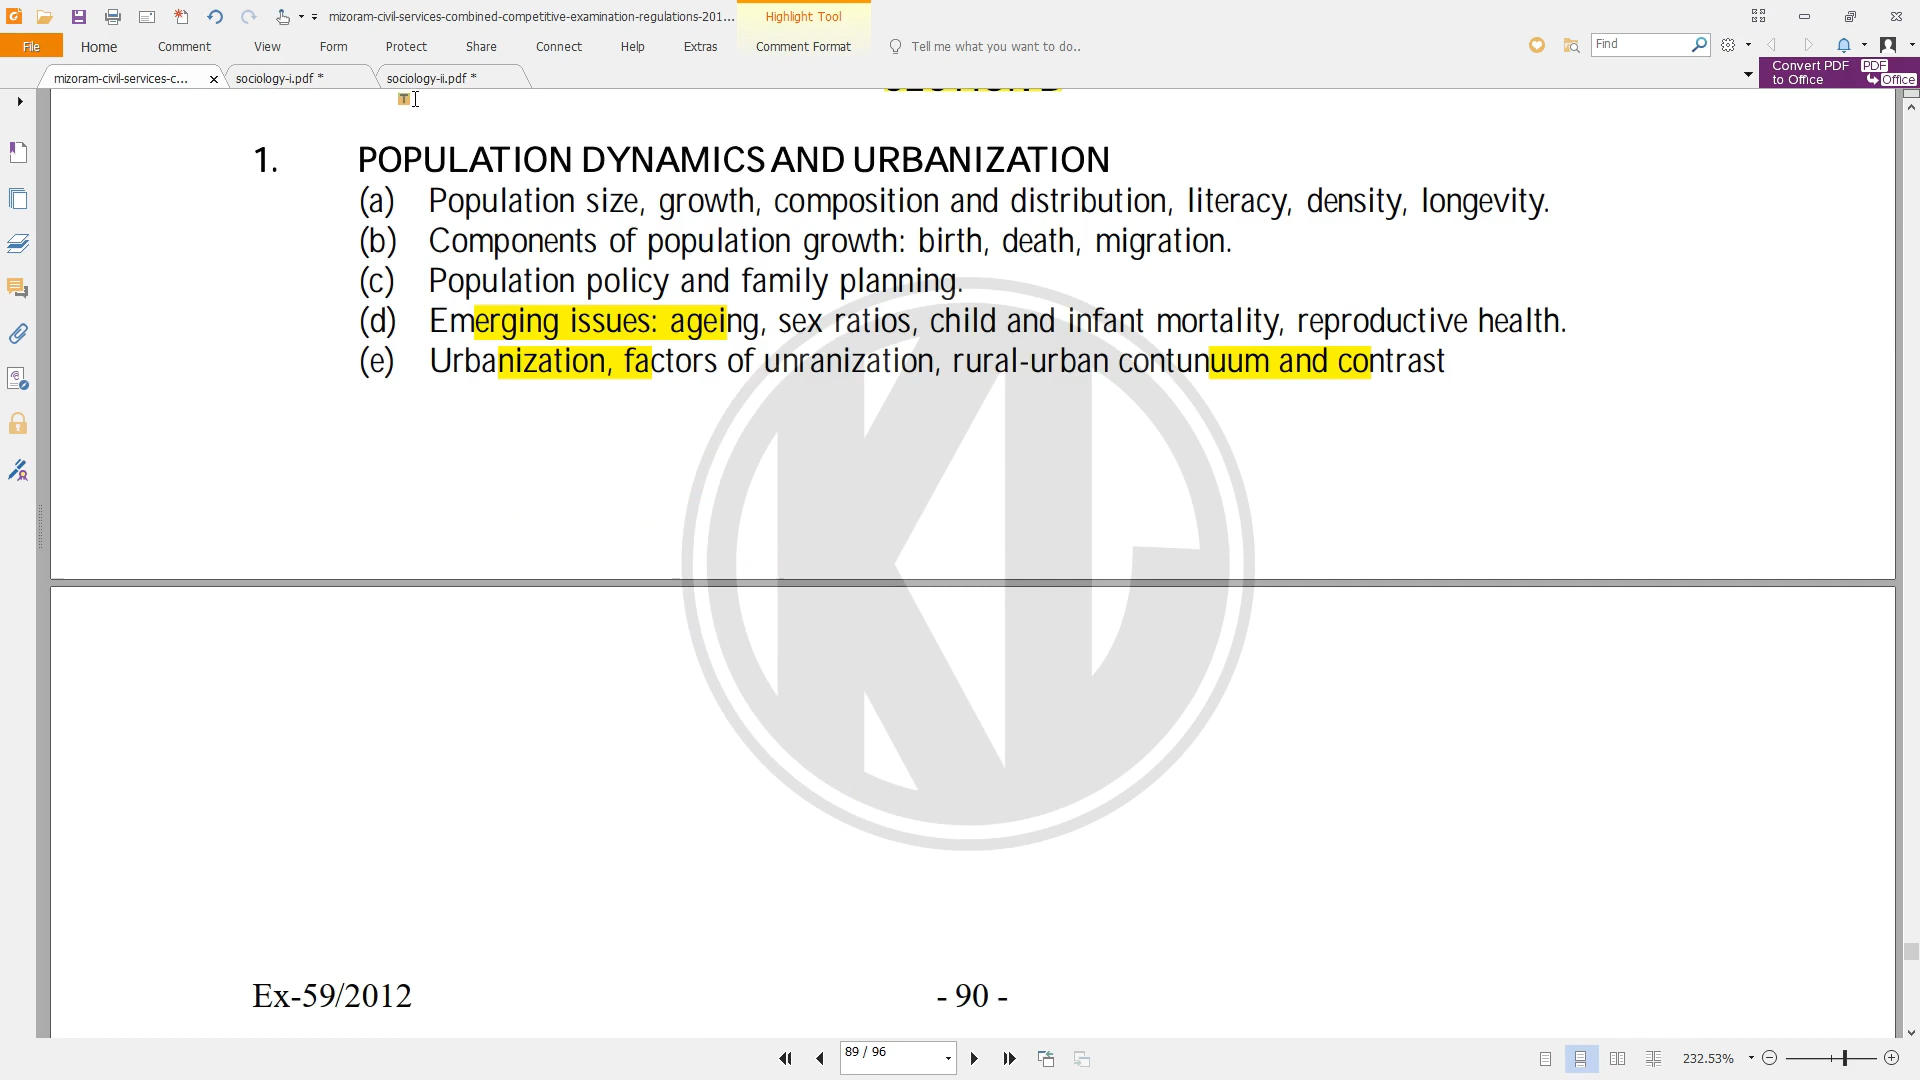 mizoram-civil-services-combined-competitive-examination-regulations-201...
Highlight Tool
File
Home
Comment
View
Form
Protect
Share
Connect
Help
Extras
Comment Format
Tell me what you want to do..
Find
mizoram-civil-services-c...
sociology-i.pdf *
sociology-ii.pdf *
Convert PDF
to Office
PDF
Office
1. POPULATION DYNAMICS AND URBANIZATION
(a) Population size, growth, composition and distribution, literacy, density, longevity.
(b) Components of population growth: birth, death, migration.
(c) Population policy and family planning.
(d) Emerging issues: ageing, sex ratios, child and infant mortality, reproductive health.
(e) Urbanization, factors of unranization, rural-urban contunuum and contrast
Ex-59/2012
- 90 -
89 / 96
232.53%